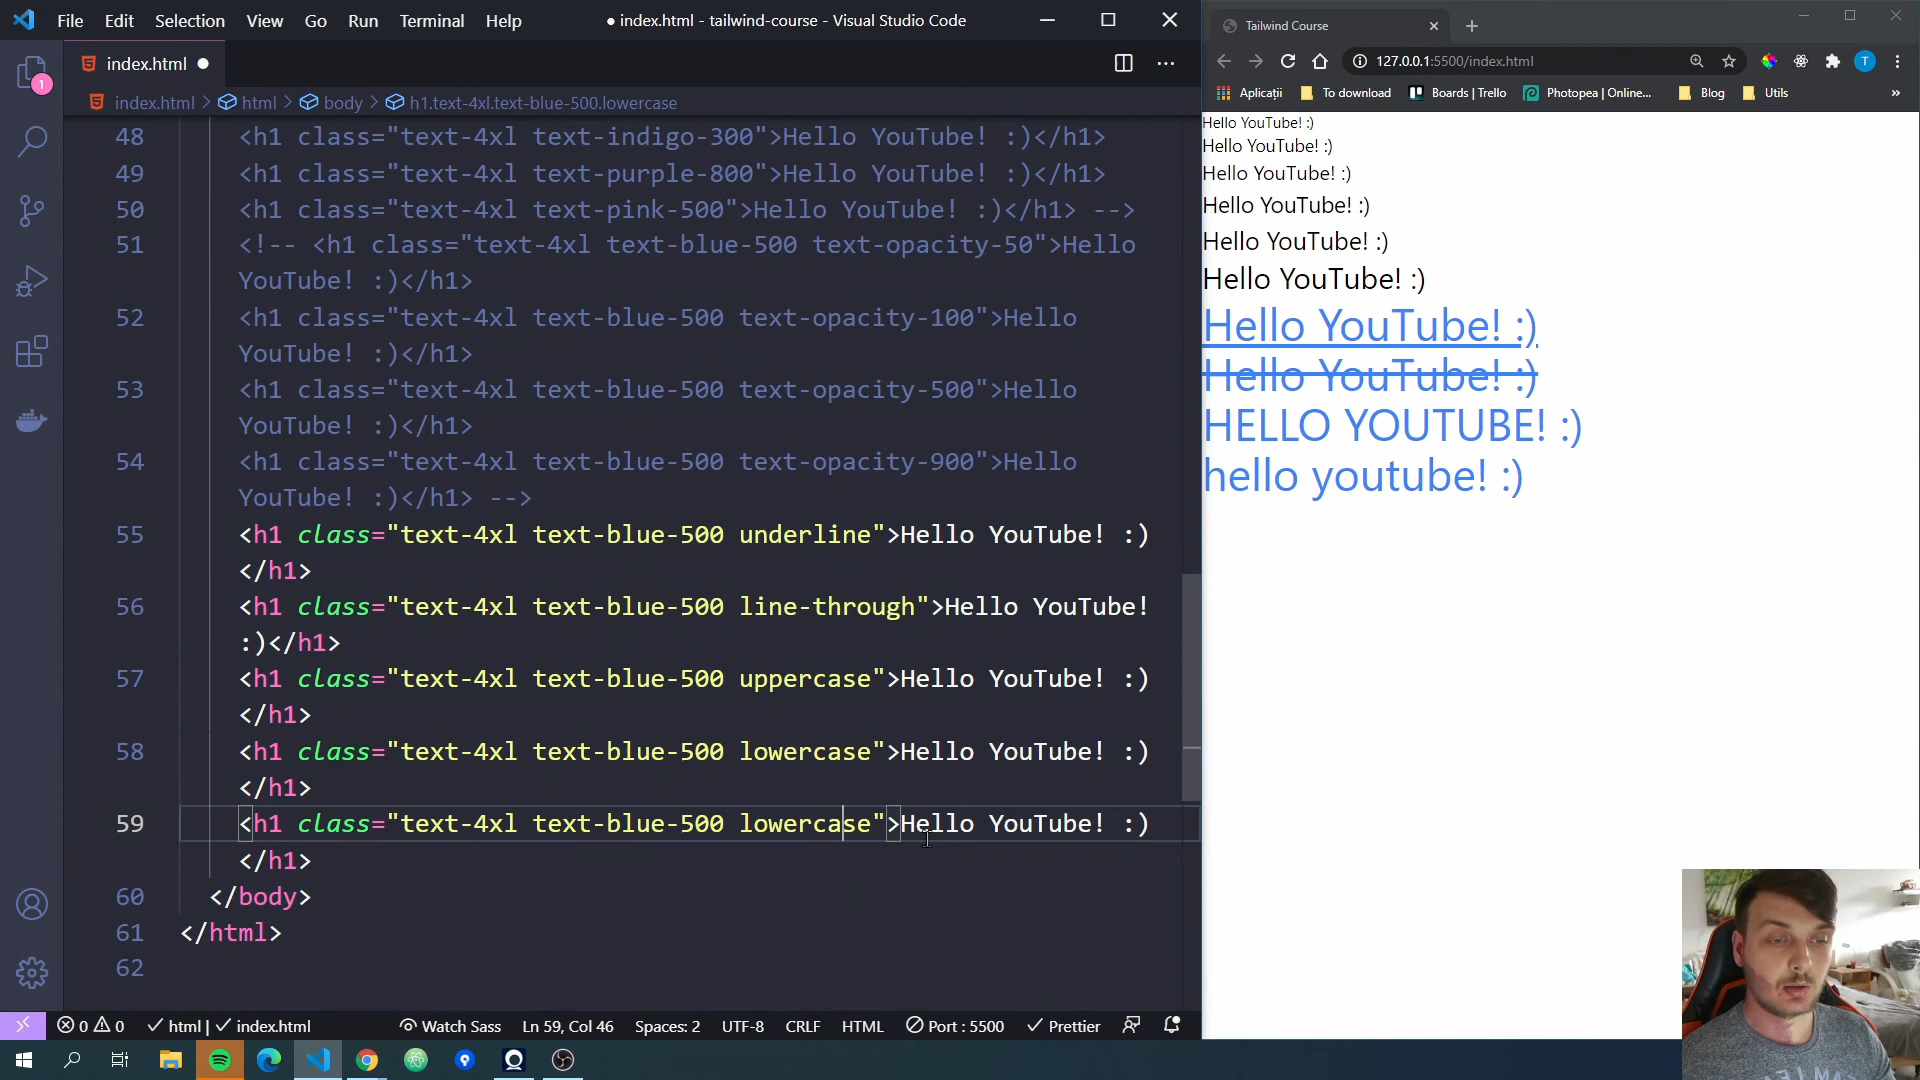 File Edit Selection View Go Run Terminal Help
● index.html - tailwind-course - Visual Studio Code
index.html ●
index.html > html > body > h1.text-4xl.text-blue-500.lowercase
1
48 <h1 class="text-4xl text-indigo-300">Hello YouTube! :)</h1>
49 <h1 class="text-4xl text-purple-800">Hello YouTube! :)</h1>
50 <h1 class="text-4xl text-pink-500">Hello YouTube! :)</h1> -->
51 <!-- <h1 class="text-4xl text-blue-500 text-opacity-50">Hello
YouTube! :)</h1>
52 <h1 class="text-4xl text-blue-500 text-opacity-100">Hello
YouTube! :)</h1>
53 <h1 class="text-4xl text-blue-500 text-opacity-500">Hello
YouTube! :)</h1>
54 <h1 class="text-4xl text-blue-500 text-opacity-900">Hello
YouTube! :)</h1> -->
55 <h1 class="text-4xl text-blue-500 underline">Hello YouTube! :)
</h1>
56 <h1 class="text-4xl text-blue-500 line-through">Hello YouTube!
:)</h1>
57 <h1 class="text-4xl text-blue-500 uppercase">Hello YouTube! :)
</h1>
58 <h1 class="text-4xl text-blue-500 lowercase">Hello YouTube! :)
</h1>
59 <h1 class="text-4xl text-blue-500 lowercase">Hello YouTube! :)
</h1>
60 </body>
61 </html>
62
0 0 html | index.html Watch Sass Ln 59, Col 46 Spaces: 2 UTF-8 CRLF HTML Port : 5500 Prettier
Tailwind Course
127.0.0.1:5500/index.html
T
Aplicații To download Boards | Trello Photopea | Online... Blog Utils »
Hello YouTube! :)
Hello YouTube! :)
Hello YouTube! :)
Hello YouTube! :)
Hello YouTube! :)
Hello YouTube! :)
Hello YouTube! :)
Hello YouTube! :)
HELLO YOUTUBE! :)
hello youtube! :)